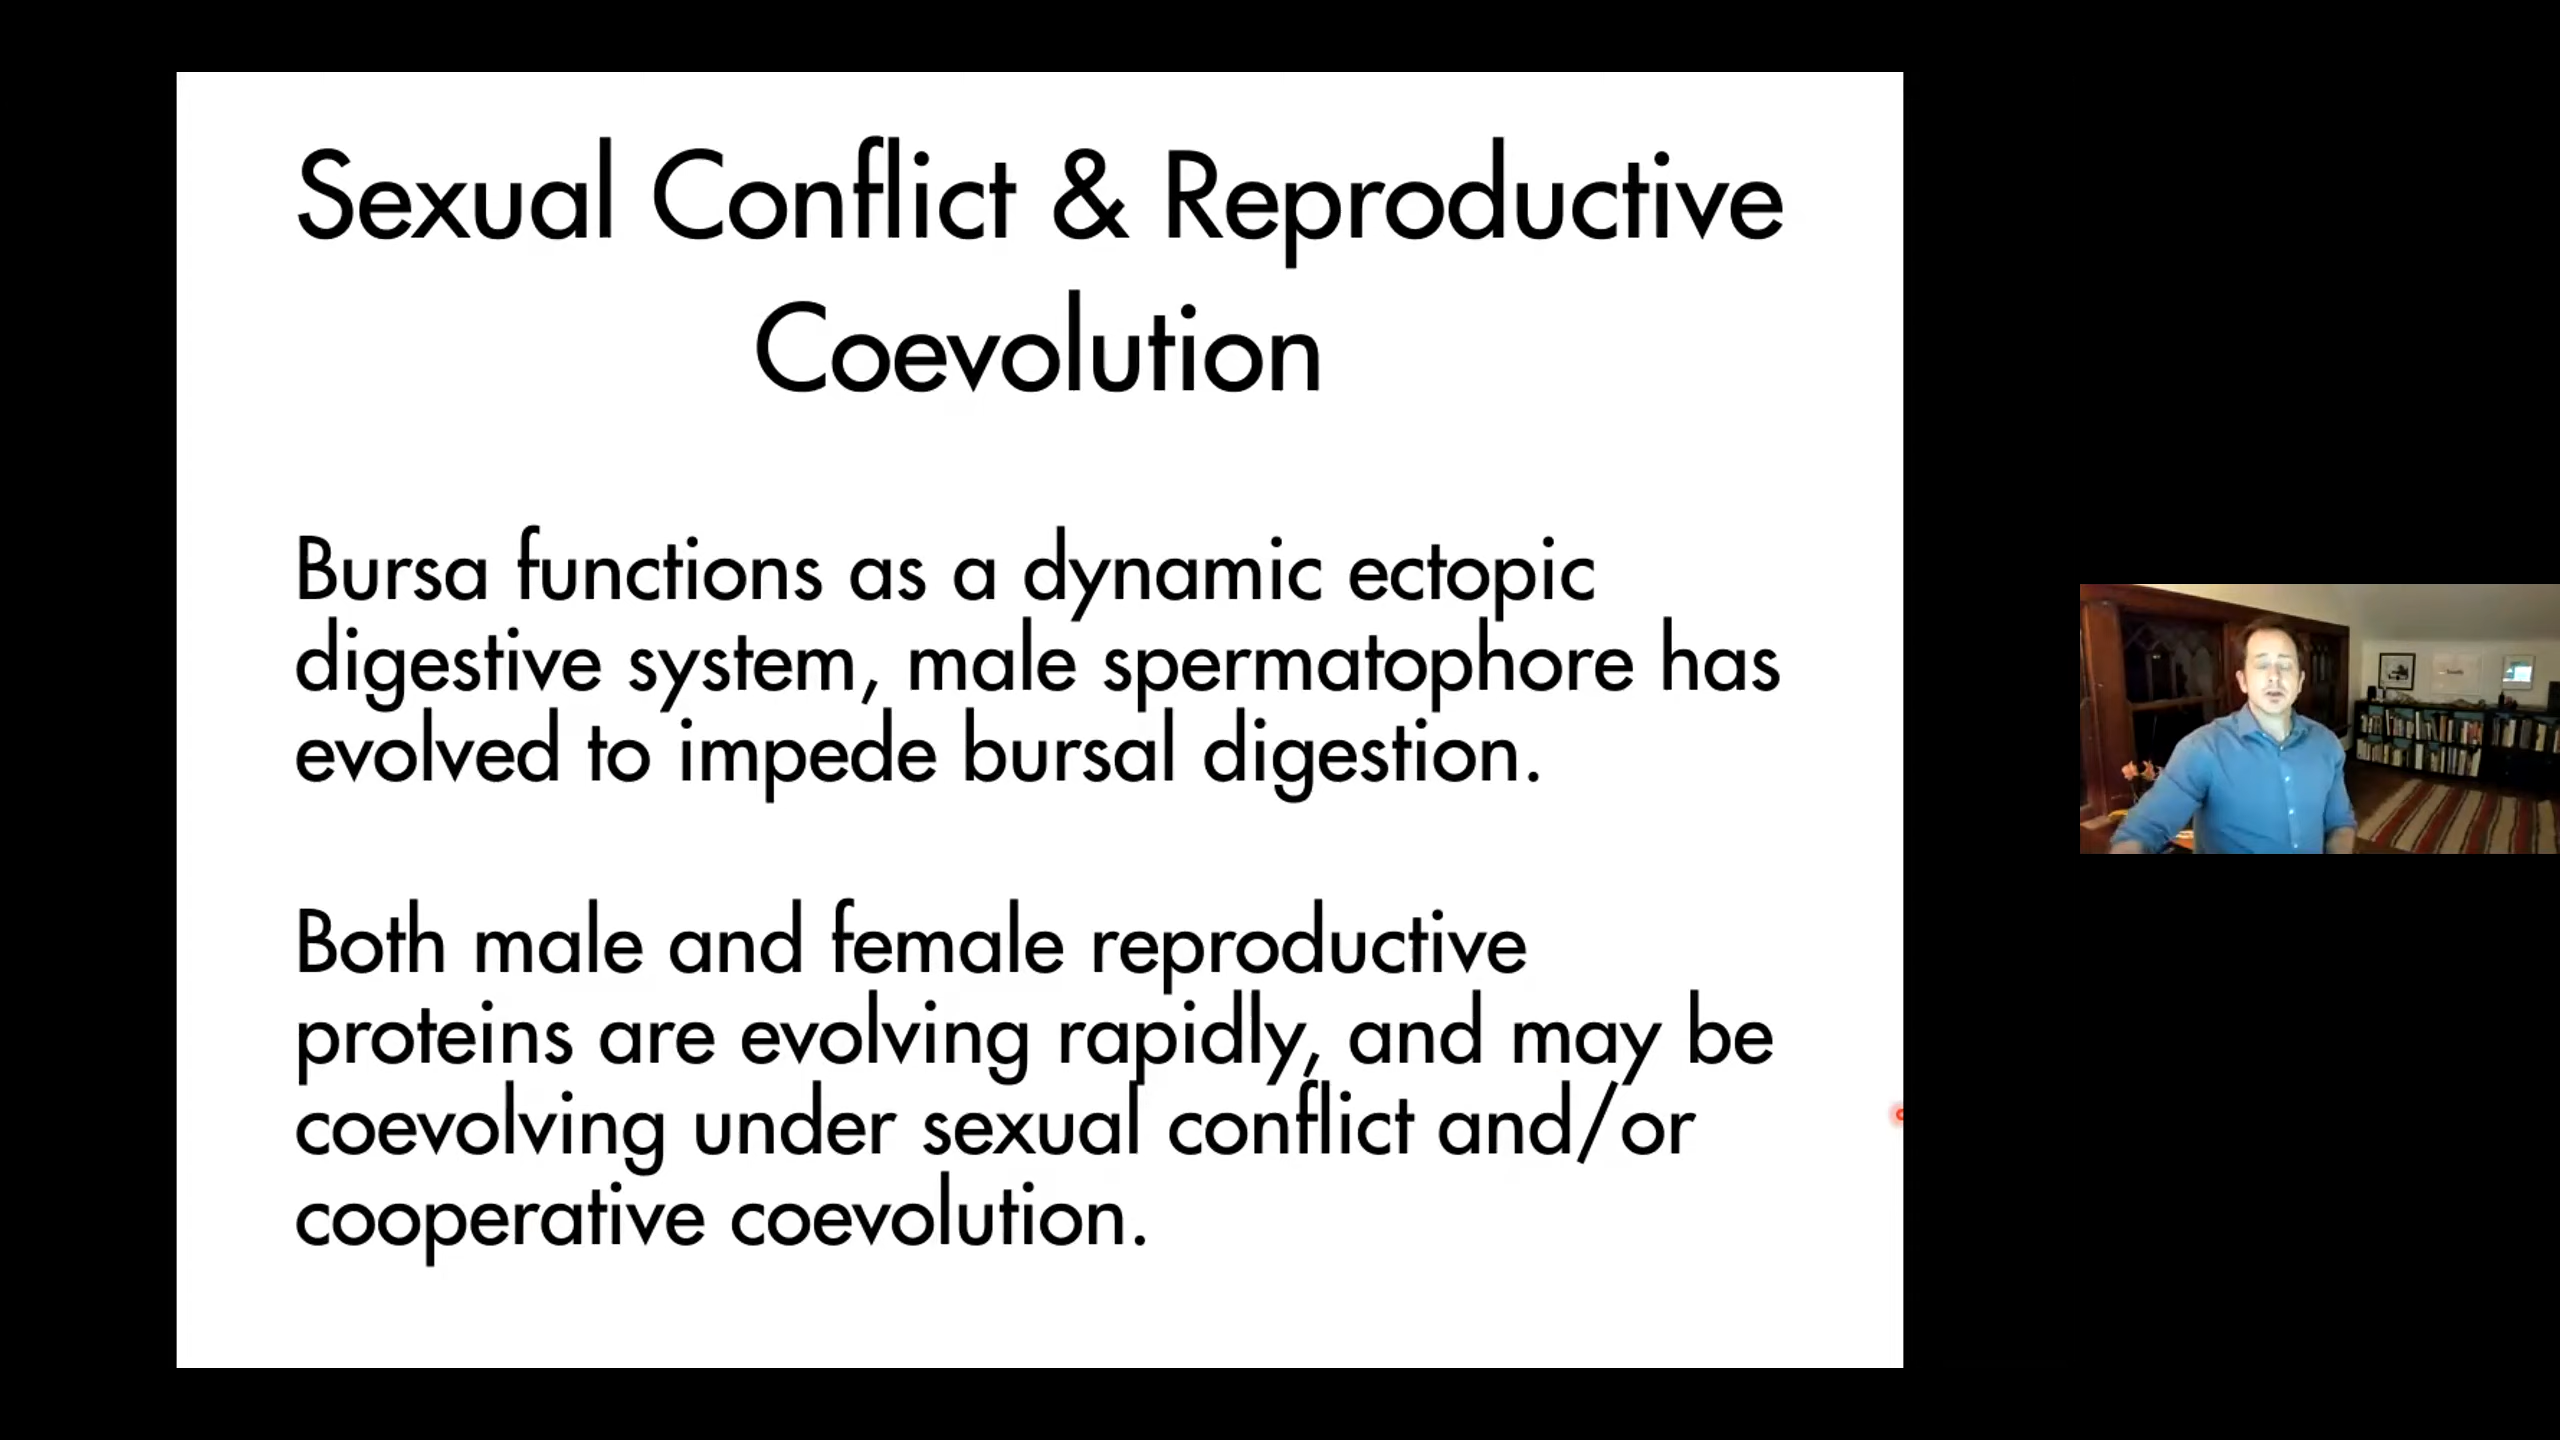 Sexual Conflict & Reproductive
Coevolution
Bursa functions as a dynamic ectopic
digestive system, male spermatophore has
evolved to impede bursal digestion.
Both male and female reproductive
proteins are evolving rapidly, and may be
coevolving under sexual conflict and/or
cooperative coevolution.